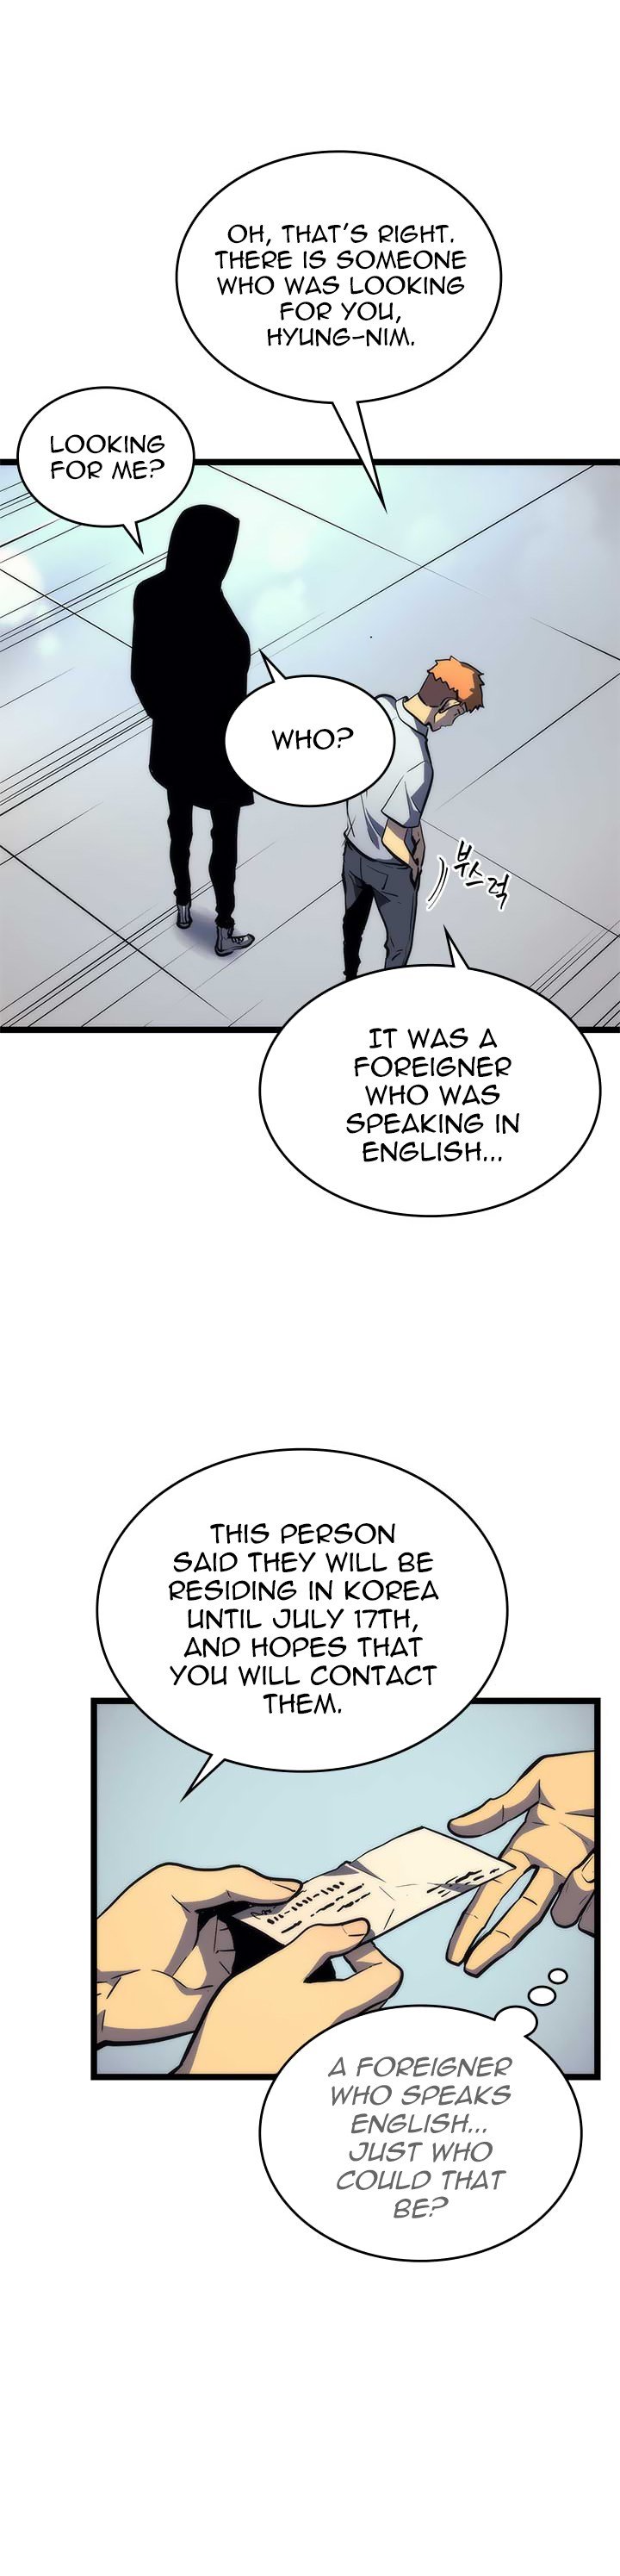 OH, THAT'S RIGHT.
THERE IS SOMEONE
WHO WAS LOOKING
FOR YOU,
HYUNG-NIM.
LOOKING
FOR ME?
WHO?
부스럭
IT WAS A
FOREIGNER
WHO WAS
SPEAKING IN
ENGLISH...
THIS PERSON
SAID THEY WILL BE
RESIDING IN KOREA
UNTIL JULY 17TH,
AND HOPES THAT
YOU WILL CONTACT
THEM.
A FOREIGNER
WHO SPEAKS
ENGLISH...
JUST WHO
COULD THAT
BE?